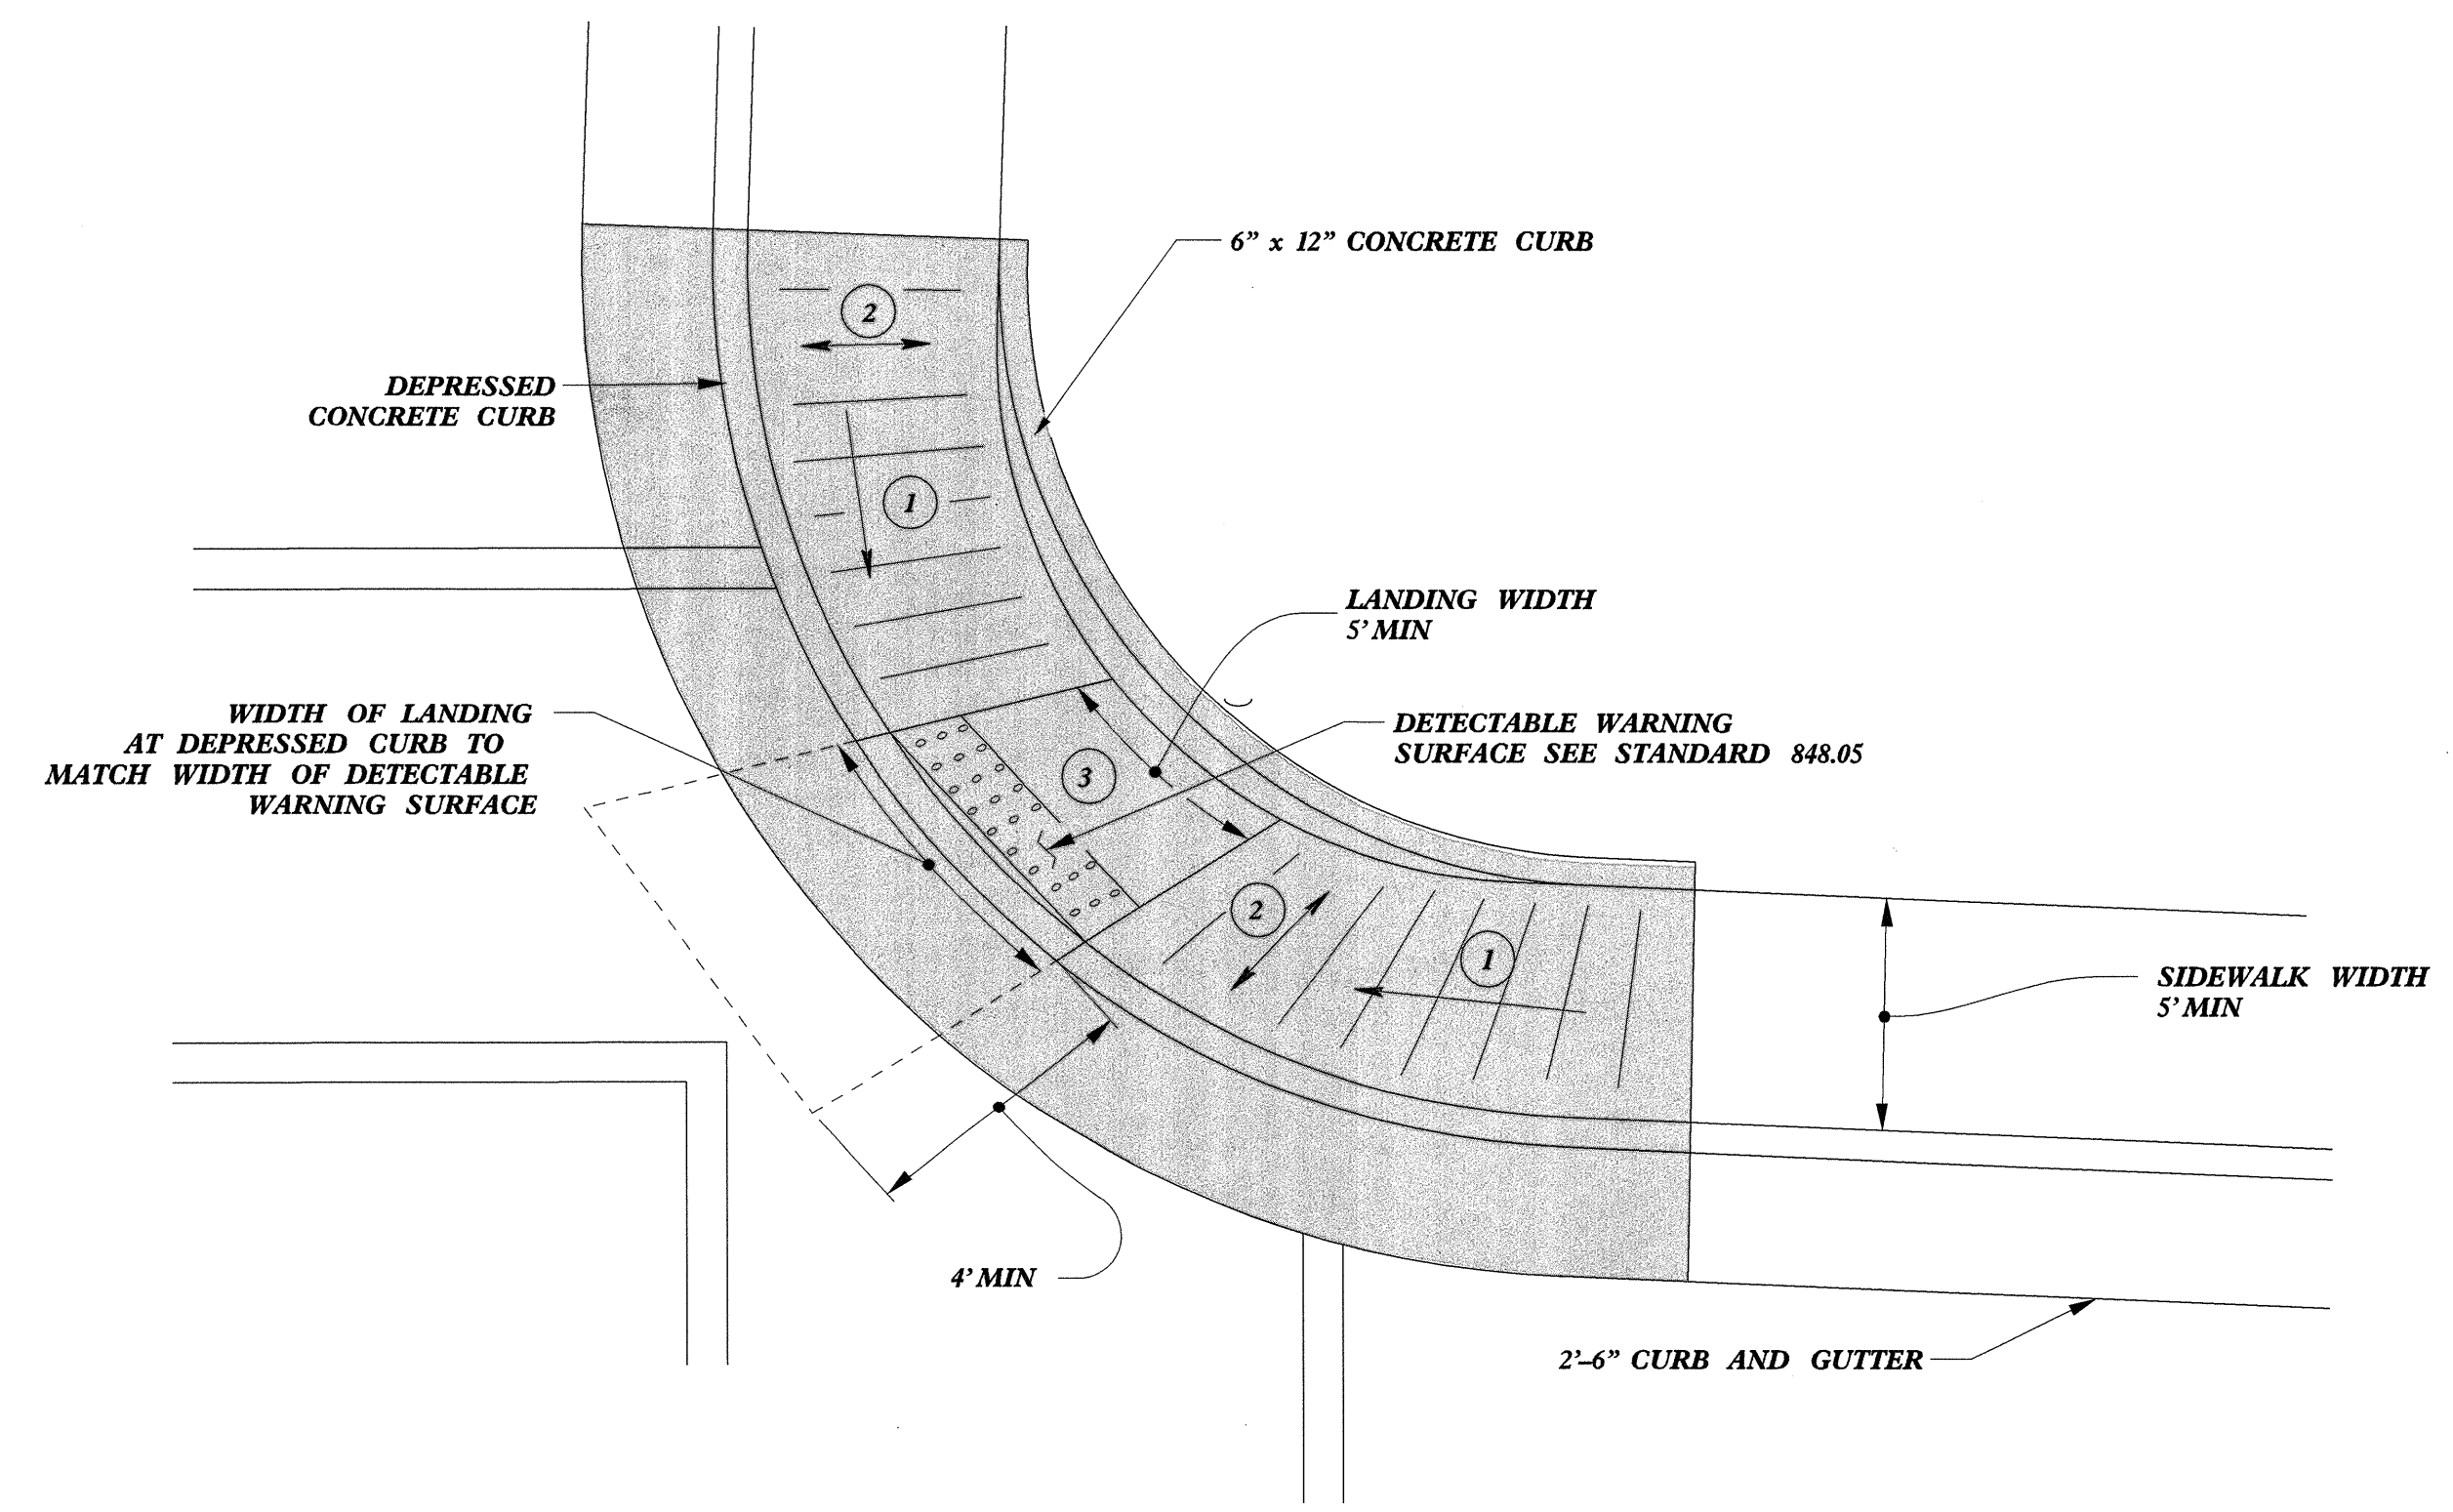 6” x 12” CONCRETE CURB
2
DEPRESSED
CONCRETE CURB
1
LANDING WIDTH
5’ MIN
WIDTH OF LANDING
AT DEPRESSED CURB TO
MATCH WIDTH OF DETECTABLE
WARNING SURFACE
DETECTABLE WARNING
SURFACE SEE STANDARD 848.05
3
2
1
SIDEWALK WIDTH
5’ MIN
4’ MIN
2’–6” CURB AND GUTTER